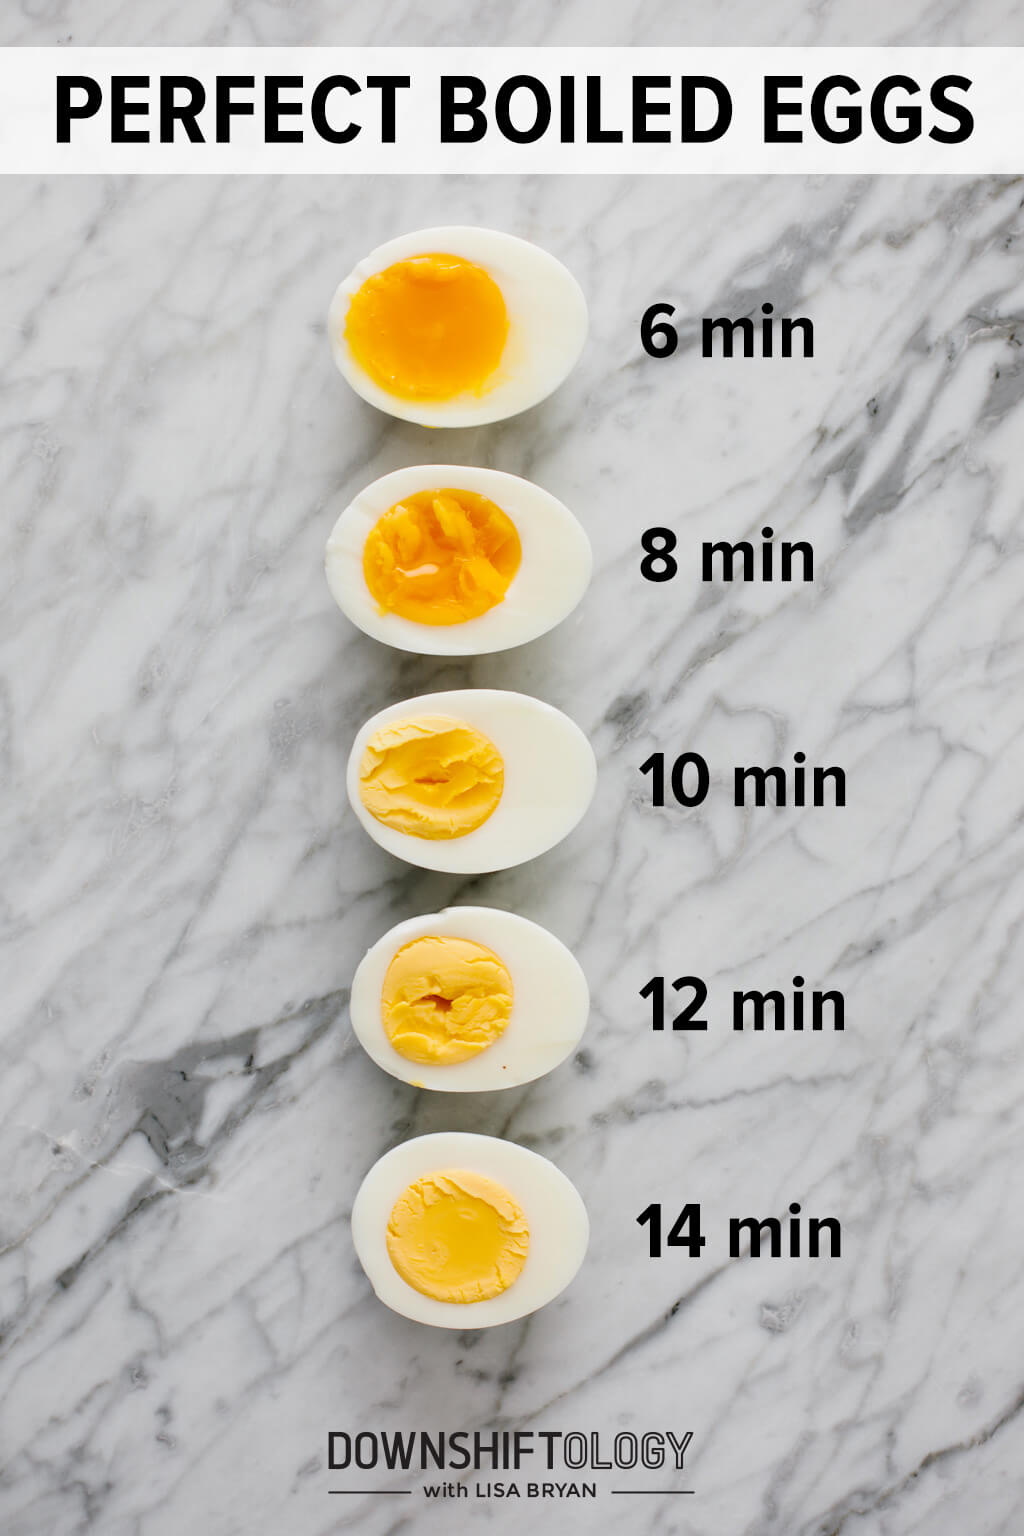 PERFECT BOILED EGGS
6 min
8 min
10 min
12 min
14 min
DOWNSHIFTOLOGY
with LISA BRYAN